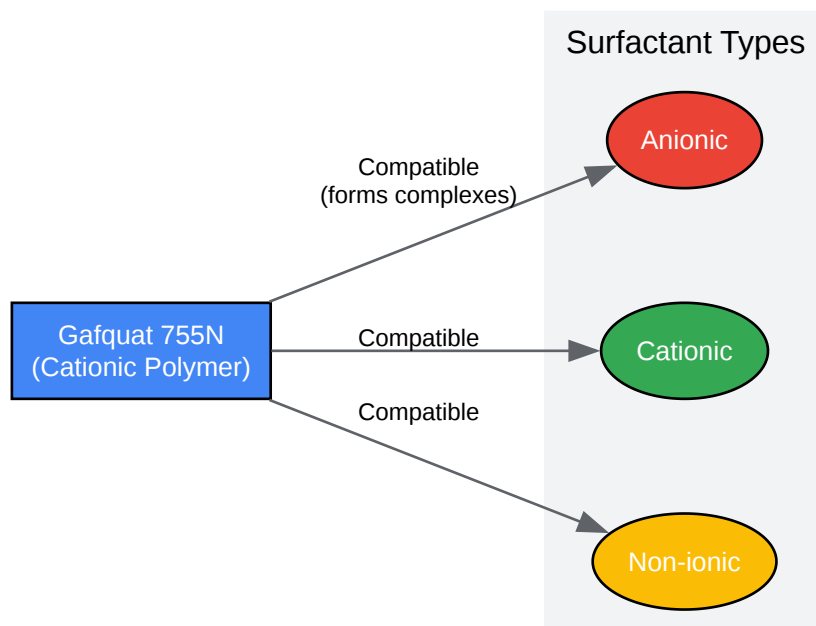 Surfactant Types
Anionic
Compatible
(forms complexes)
Gafquat 755N
(Cationic Polymer)
Compatible
Cationic
Compatible
Non-ionic